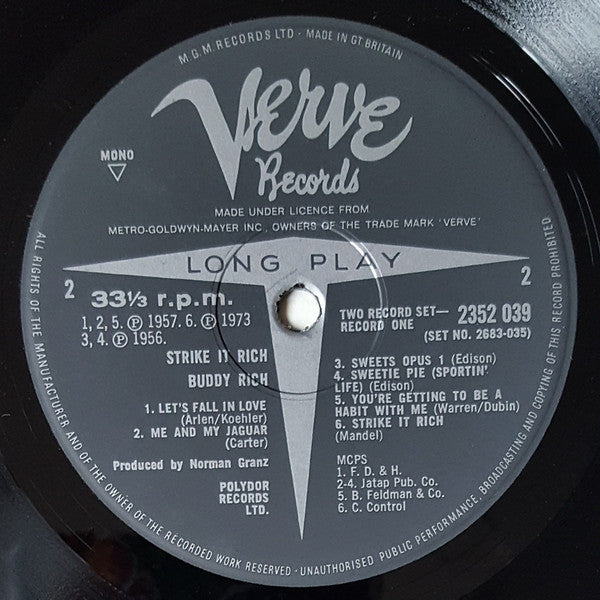 M.G.M. RECORDS LTD · MADE IN GT BRITAIN
Verve
Records
MONO
MADE UNDER LICENCE FROM
METRO-GOLDWYN-MAYER INC., OWNERS OF THE TRADE MARK 'VERVE'
LONG PLAY
2
33⅓ r.p.m.
1, 2, 5. ℗ 1957. 6. ℗ 1973
3, 4. ℗ 1956.
2
TWO RECORD SET— 2352 039
RECORD ONE
(SET NO. 2683-035)
STRIKE IT RICH
BUDDY RICH
1. LET'S FALL IN LOVE
(Arlen/Koehler)
2. ME AND MY JAGUAR
(Carter)
Produced by Norman Granz
POLYDOR
RECORDS
LTD.
3. SWEETS OPUS 1 (Edison)
4. SWEETIE PIE (SPORTIN'
LIFE) (Edison)
5. YOU'RE GETTING TO BE A
HABIT WITH ME (Warren/Dubin)
6. STRIKE IT RICH
(Mandel)
MCPS
1. F. D. & H.
2-4. Jatap Pub. Co.
5. B. Feldman & Co.
6. C. Control
ALL RIGHTS OF THE MANUFACTURER AND OF THE OWNER OF THE RECORDED WORK RESERVED · UNAUTHORISED PUBLIC PERFORMANCE, BROADCASTING AND COPYING OF THIS RECORD PROHIBITED